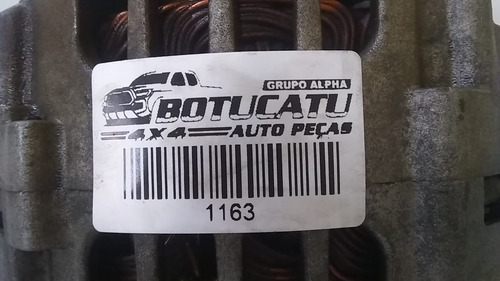 GRUPO ALPHA
BOTUCATU
4X4 AUTO PEÇAS
1163